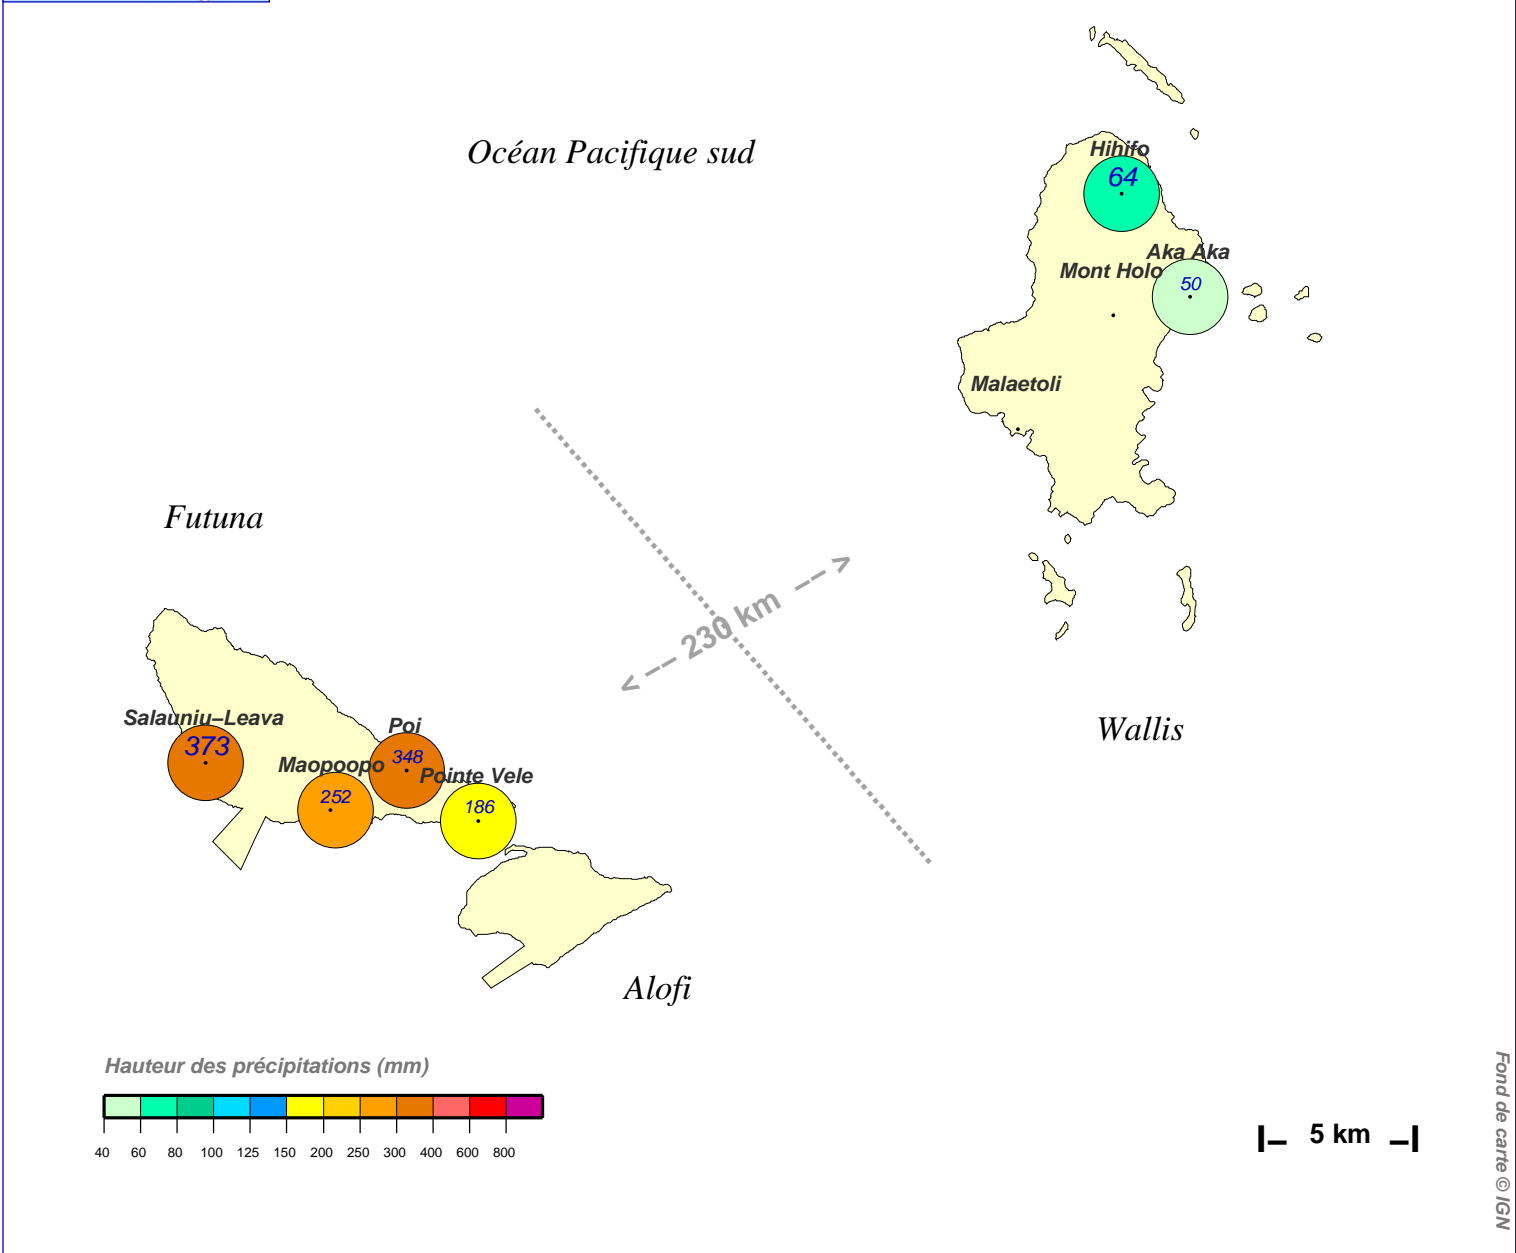 Océan Pacifique sud
Hihifo
64
Aka Aka
Mont Holo
50
Malaetoli
Futuna
<-- 230 km -->
Wallis
Salauniu–Leava
373
Poi
348
Maopoopo
252
Pointe Vele
186
Alofi
Hauteur des précipitations (mm)
40 60 80 100 125 150 200 250 300 400 600 800
5 km
Fond de carte © IGN